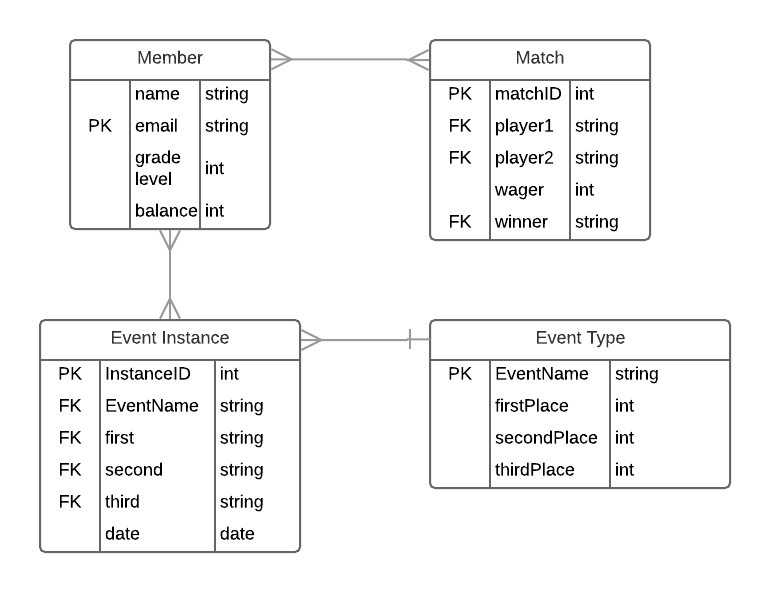 Member
name string
PK email string
grade
level int
balance int
Match
PK matchID int
FK player1 string
FK player2 string
wager int
FK winner string
Event Instance
PK InstanceID int
FK EventName string
FK first string
FK second string
FK third string
date date
Event Type
PK EventName string
firstPlace int
secondPlace int
thirdPlace int